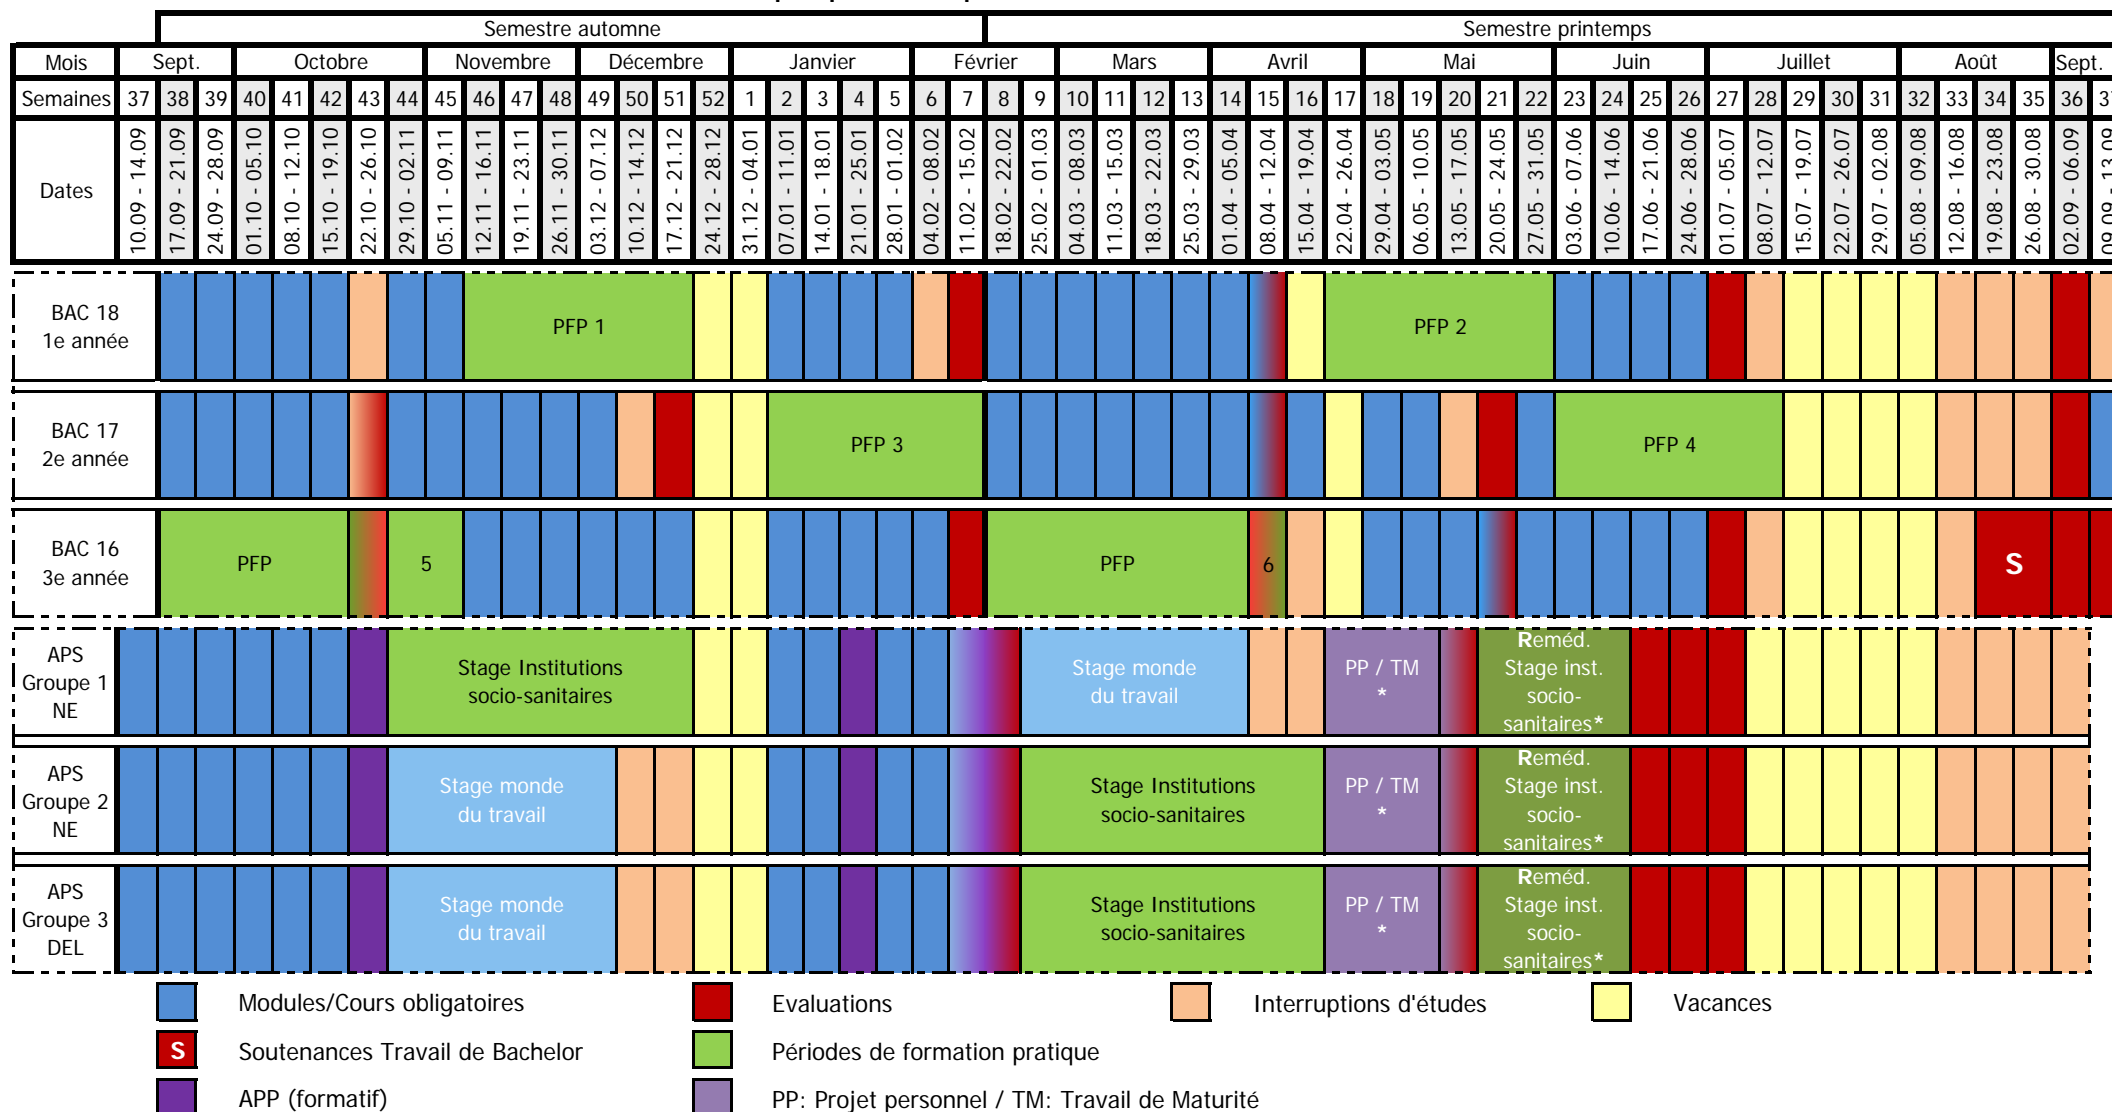 Semestre automne Semestre printemps
Mois Sept. Octobre Novembre Décembre Janvier Février Mars Avril Mai Juin Juillet Août Sept.
Semaines 37 38 39 40 41 42 43 44 45 46 47 48 49 50 51 52 1 2 3 4 5 6 7 8 9 10 11 12 13 14 15 16 17 18 19 20 21 22 23 24 25 26 27 28 29 30 31 32 33 34 35 36
Dates 10.09 - 14.09 17.09 - 21.09 24.09 - 28.09 01.10 - 05.10 08.10 - 12.10 15.10 - 19.10 22.10 - 26.10 29.10 - 02.11 05.11 - 09.11 12.11 - 16.11 19.11 - 23.11 26.11 - 30.11 03.12 - 07.12 10.12 - 14.12 17.12 - 21.12 24.12 - 28.12 31.12 - 04.01 07.01 - 11.01 14.01 - 18.01 21.01 - 25.01 28.01 - 01.02 04.02 - 08.02 11.02 - 15.02 18.02 - 22.02 25.02 - 01.03 04.03 - 08.03 11.03 - 15.03 18.03 - 22.03 25.03 - 29.03 01.04 - 05.04 08.04 - 12.04 15.04 - 19.04 22.04 - 26.04 29.04 - 03.05 06.05 - 10.05 13.05 - 17.05 20.05 - 24.05 27.05 - 31.05 03.06 - 07.06 10.06 - 14.06 17.06 - 21.06 24.06 - 28.06 01.07 - 05.07 08.07 - 12.07 15.07 - 19.07 22.07 - 26.07 29.07 - 02.08 05.08 - 09.08 12.08 - 16.08 19.08 - 23.08 26.08 - 30.08 02.09 - 06.09 09.09 - 13.09
BAC 18
1e année
PFP 1 PFP 2
BAC 17
2e année
PFP 3 PFP 4
BAC 16
3e année
PFP 5 PFP 6 S
APS
Groupe 1
NE
Stage Institutions
socio-sanitaires
Stage monde
du travail
PP / TM
*
Reméd.
Stage inst.
socio-
sanitaires*
APS
Groupe 2
NE
Stage monde
du travail
Stage Institutions
socio-sanitaires
PP / TM
*
Reméd.
Stage inst.
socio-
sanitaires*
APS
Groupe 3
DEL
Stage monde
du travail
Stage Institutions
socio-sanitaires
PP / TM
*
Reméd.
Stage inst.
socio-
sanitaires*
Modules/Cours obligatoires Evaluations Interruptions d'études Vacances
S Soutenances Travail de Bachelor Périodes de formation pratique
APP (formatif) PP: Projet personnel / TM: Travail de Maturité